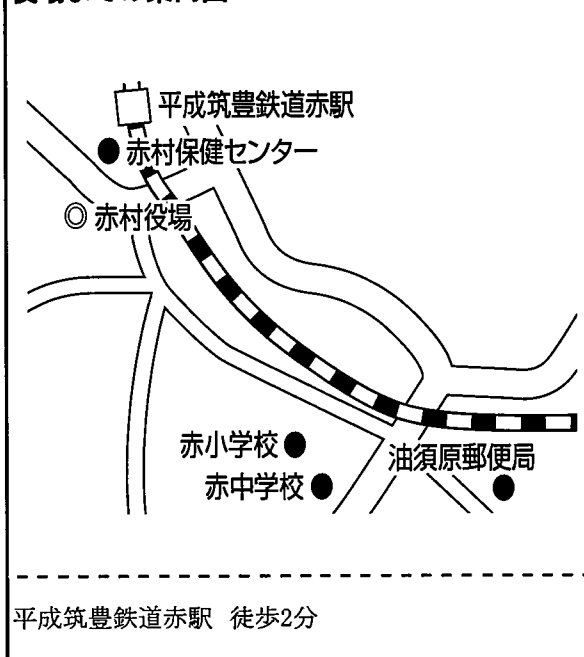 平成筑豊鉄道赤駅
赤村保健センター
赤村役場
赤小学校
赤中学校
油須原郵便局
平成筑豊鉄道赤駅 徒歩2分